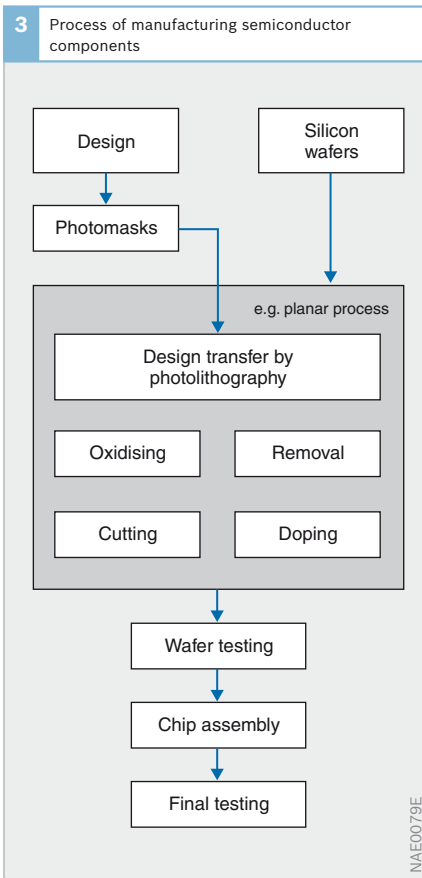 3
Process of manufacturing semiconductor
components
Design
Silicon
wafers
Photomasks
e.g. planar process
Design transfer by
photolithography
Oxidising
Removal
Cutting
Doping
Wafer testing
Chip assembly
Final testing
NAE0079E